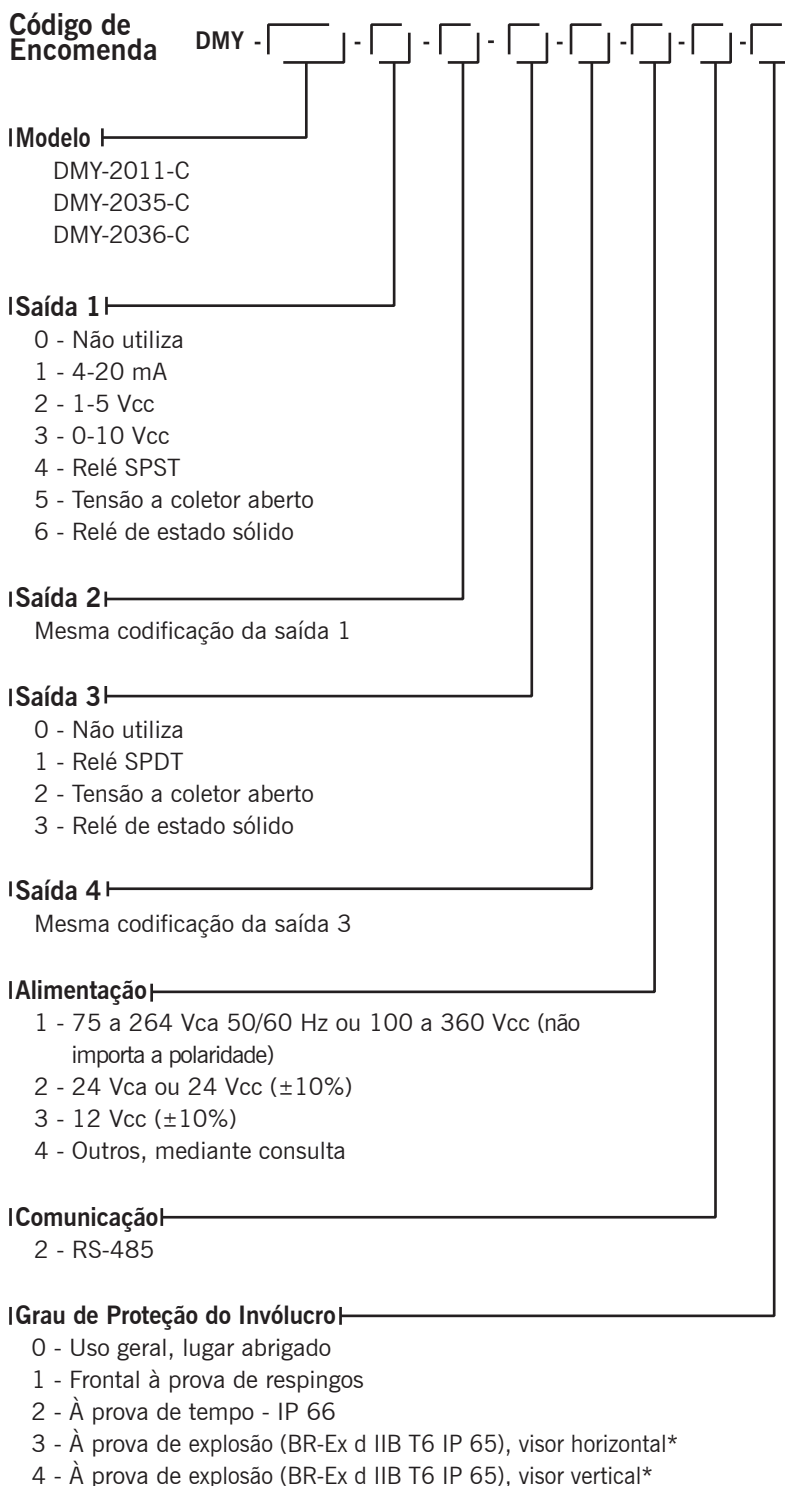 Código de
Encomenda
DMY - - - - - - - -
Modelo
DMY-2011-C
DMY-2035-C
DMY-2036-C
Saída 1
0 - Não utiliza
1 - 4-20 mA
2 - 1-5 Vcc
3 - 0-10 Vcc
4 - Relé SPST
5 - Tensão a coletor aberto
6 - Relé de estado sólido
Saída 2
Mesma codificação da saída 1
Saída 3
0 - Não utiliza
1 - Relé SPDT
2 - Tensão a coletor aberto
3 - Relé de estado sólido
Saída 4
Mesma codificação da saída 3
Alimentação
1 - 75 a 264 Vca 50/60 Hz ou 100 a 360 Vcc (não
importa a polaridade)
2 - 24 Vca ou 24 Vcc (±10%)
3 - 12 Vcc (±10%)
4 - Outros, mediante consulta
Comunicação
2 - RS-485
Grau de Proteção do Invólucro
0 - Uso geral, lugar abrigado
1 - Frontal à prova de respingos
2 - À prova de tempo - IP 66
3 - À prova de explosão (BR-Ex d IIB T6 IP 65), visor horizontal*
4 - À prova de explosão (BR-Ex d IIB T6 IP 65), visor vertical*